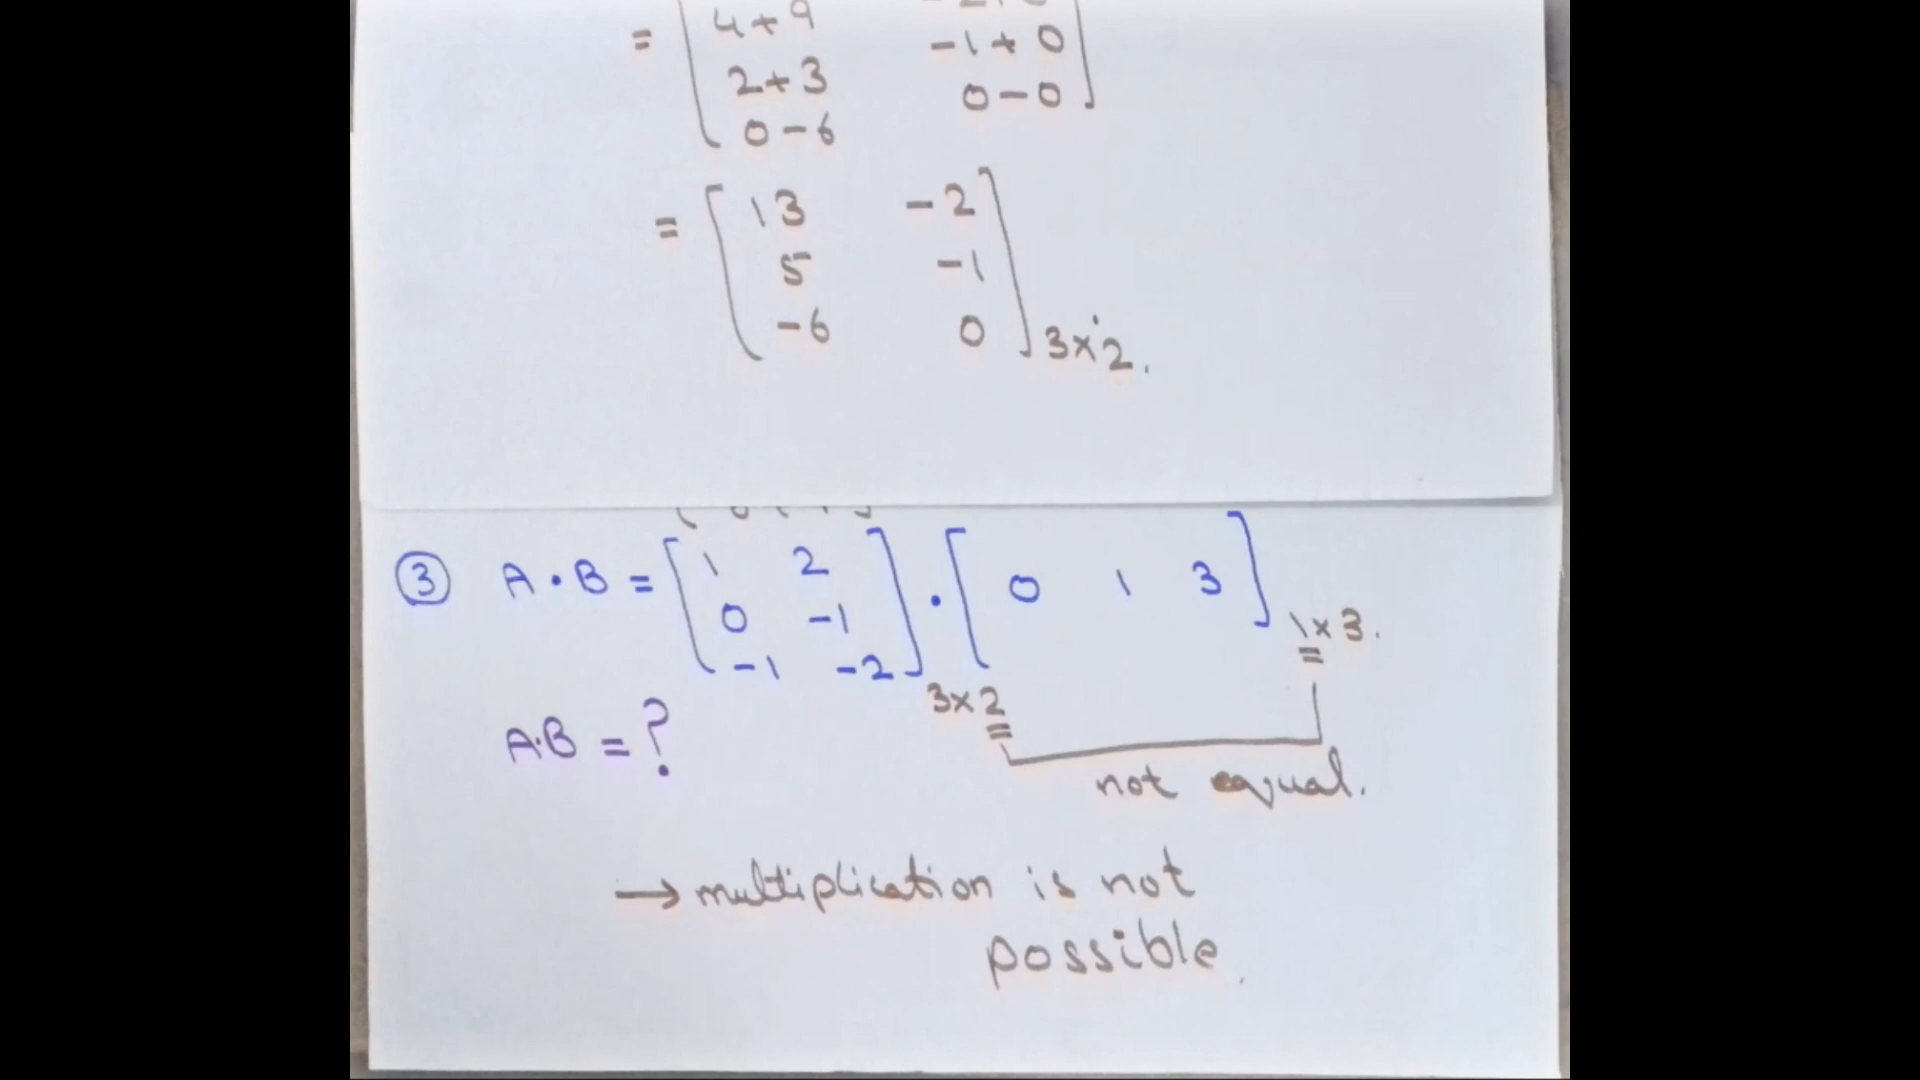 = [ 4+9
-1+0
2+3 0-0
0-6 ]
= [ 13 -2
5 -1
-6 0 ] 3×2.
③ A·B = [ 1 2
0 -1
-1 -2 ] 3×2 · [ 0 1 3 ] 1×3.
A·B = ?
not equal.
→ multiplication is not
possible.